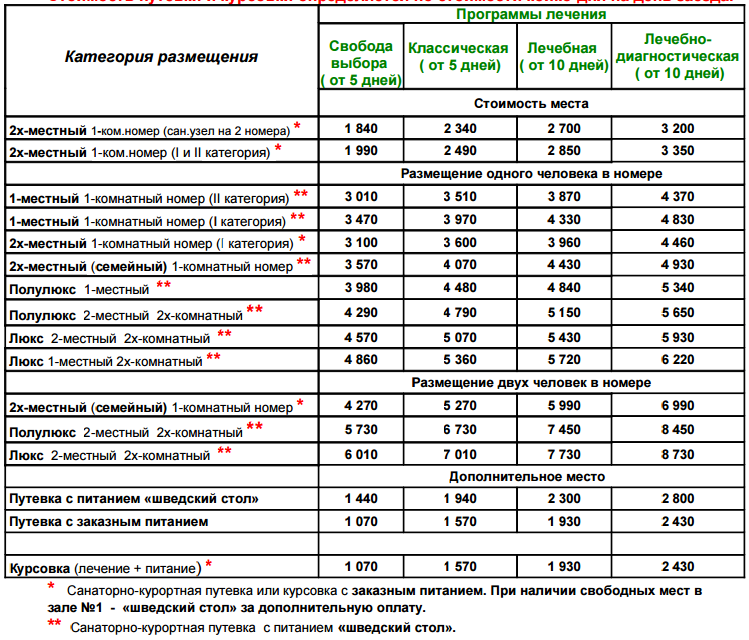 Стоимость путевки и курсовки определяется по стоимости койко-дня на день заезда.
Категория размещения
Программы лечения
Свобода выбора ( от 5 дней)
Классическая ( от 5 дней)
Лечебная ( от 10 дней)
Лечебно-диагностическая ( от 10 дней)
Стоимость места
2х-местный 1-ком.номер (сан.узел на 2 номера) * 1 840 2 340 2 700 3 200
2х-местный 1-ком.номер (I и II категория) * 1 990 2 490 2 850 3 350
Размещение одного человека в номере
1-местный 1-комнатный номер (II категория) ** 3 010 3 510 3 870 4 370
1-местный 1-комнатный номер (I категория) ** 3 470 3 970 4 330 4 830
2х-местный 1-комнатный номер (I категория) * 3 100 3 600 3 960 4 460
2х-местный (семейный) 1-комнатный номер ** 3 570 4 070 4 430 4 930
Полулюкс 1-местный ** 3 980 4 480 4 840 5 340
Полулюкс 2-местный 2х-комнатный ** 4 290 4 790 5 150 5 650
Люкс 2-местный 2х-комнатный ** 4 570 5 070 5 430 5 930
Люкс 1-местный 2х-комнатный ** 4 860 5 360 5 720 6 220
Размещение двух человек в номере
2х-местный (семейный) 1-комнатный номер * 4 270 5 270 5 990 6 990
Полулюкс 2-местный 2х-комнатный ** 5 730 6 730 7 450 8 450
Люкс 2-местный 2х-комнатный ** 6 010 7 010 7 730 8 730
Дополнительное место
Путевка с питанием «шведский стол» 1 440 1 940 2 300 2 800
Путевка с заказным питанием 1 070 1 570 1 930 2 430
Курсовка (лечение + питание) * 1 070 1 570 1 930 2 430
* Санаторно-курортная путевка или курсовка с заказным питанием. При наличии свободных мест в
зале №1 - «шведский стол» за дополнительную оплату.
** Санаторно-курортная путевка с питанием «шведский стол».